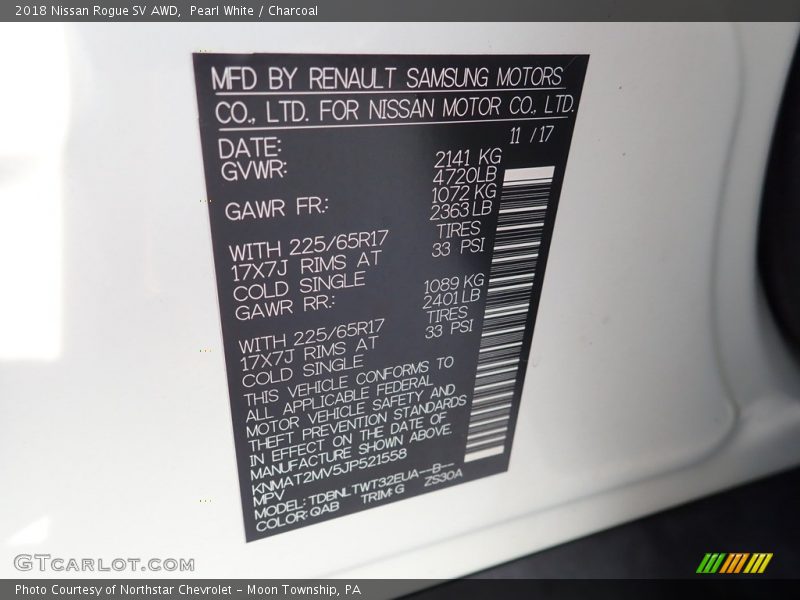 2018 Nissan Rogue SV AWD,  Pearl White / Charcoal
MFD BY RENAULT SAMSUNG MOTORS
CO., LTD. FOR NISSAN MOTOR CO., LTD.
DATE: 11 /17
GVWR: 2141 KG
4720LB
GAWR FR.: 1072 KG
2363 LB
WITH 225/65R17 TIRES
17X7J RIMS AT 33 PSI
COLD SINGLE
GAWR RR.: 1089 KG
2401 LB
WITH 225/65R17 TIRES
17X7J RIMS AT 33 PSI
COLD SINGLE
THIS VEHICLE CONFORMS TO
ALL APPLICABLE FEDERAL
MOTOR VEHICLE SAFETY AND
THEFT PREVENTION STANDARDS
IN EFFECT ON THE DATE OF
MANUFACTURE SHOWN ABOVE.
KNMAT2MV5JP521558
MPV
MODEL: TDBNLTWT32EUA--B--
COLOR: QAB TRIM: G ZS30A
GTCARLOT.COM
Photo Courtesy of Northstar Chevrolet - Moon Township, PA